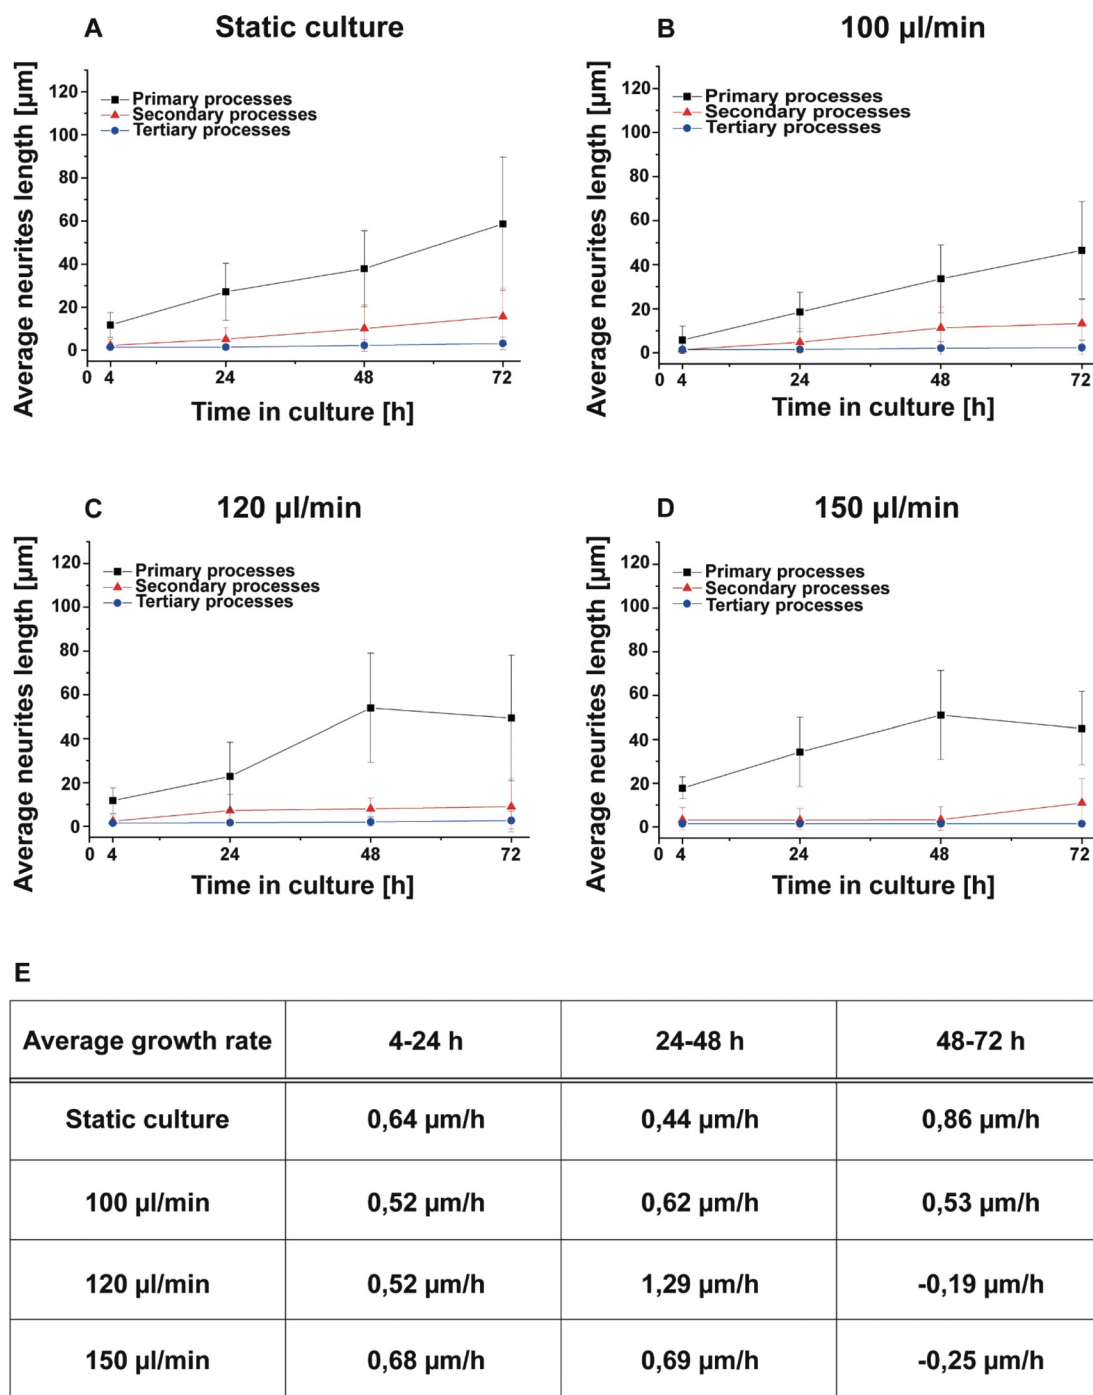 A Static culture
Average neurites length [µm]
120
100
80
60
40
20
0
Primary processes
Secondary processes
Tertiary processes
0 4 24 48 72
Time in culture [h]
B 100 µl/min
Average neurites length [µm]
120
100
80
60
40
20
0
Primary processes
Secondary processes
Tertiary processes
0 4 24 48 72
Time in culture [h]
C 120 µl/min
Average neurites length [µm]
120
100
80
60
40
20
0
Primary processes
Secondary processes
Tertiary processes
0 4 24 48 72
Time in culture [h]
D 150 µl/min
Average neurites length [µm]
120
100
80
60
40
20
0
Primary processes
Secondary processes
Tertiary processes
0 4 24 48 72
Time in culture [h]
E
Average growth rate 4-24 h 24-48 h 48-72 h
Static culture 0,64 µm/h 0,44 µm/h 0,86 µm/h
100 µl/min 0,52 µm/h 0,62 µm/h 0,53 µm/h
120 µl/min 0,52 µm/h 1,29 µm/h -0,19 µm/h
150 µl/min 0,68 µm/h 0,69 µm/h -0,25 µm/h